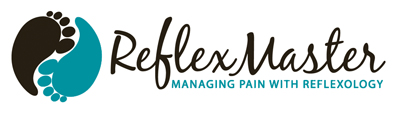 ReflexMaster
MANAGING PAIN WITH REFLEXOLOGY